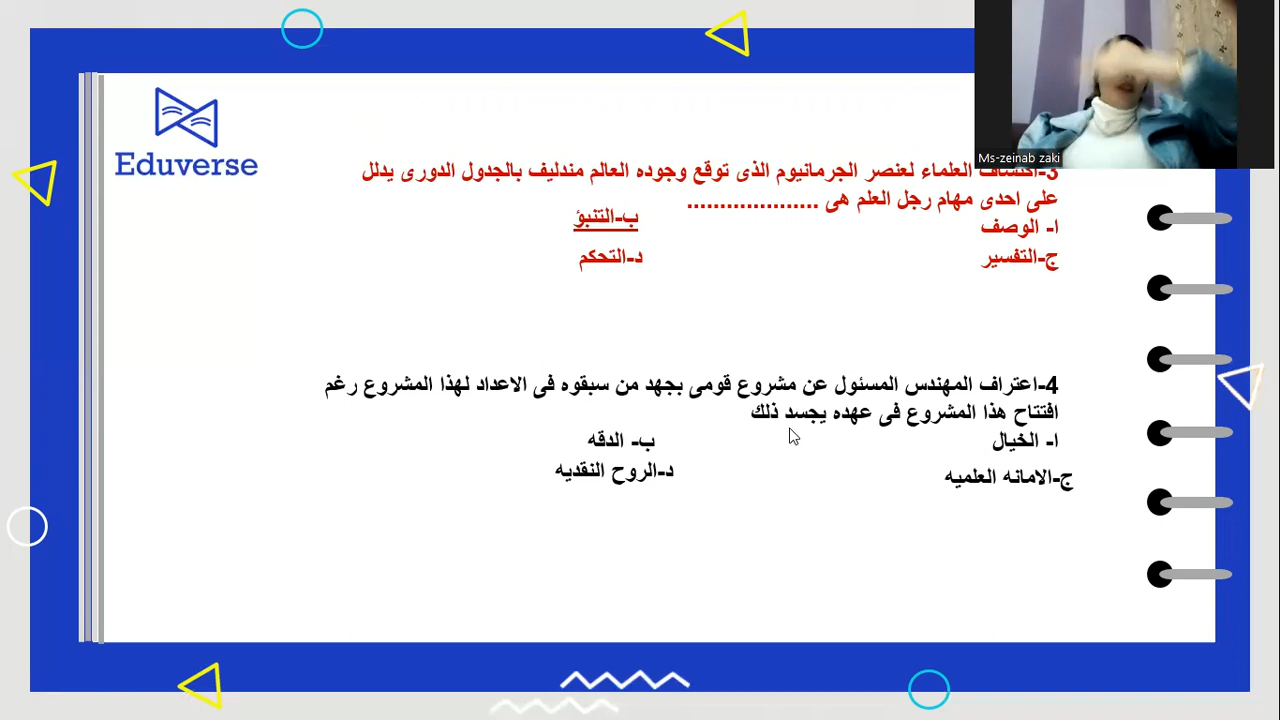 Eduverse
Ms-zeinab zaki
3-اكتشاف العلماء لعنصر الجرمانيوم الذى توقع وجوده العالم مندليف بالجدول الدورى يدلل
على احدى مهام رجل العلم هى ....................
ا- الوصف
ب-التنبؤ
ج-التفسير
د-التحكم
4-اعتراف المهندس المسئول عن مشروع قومى بجهد من سبقوه فى الاعداد لهذا المشروع رغم
افتتاح هذا المشروع فى عهده يجسد ذلك
ا- الخيال
ب- الدقه
ج-الامانه العلميه
د-الروح النقديه